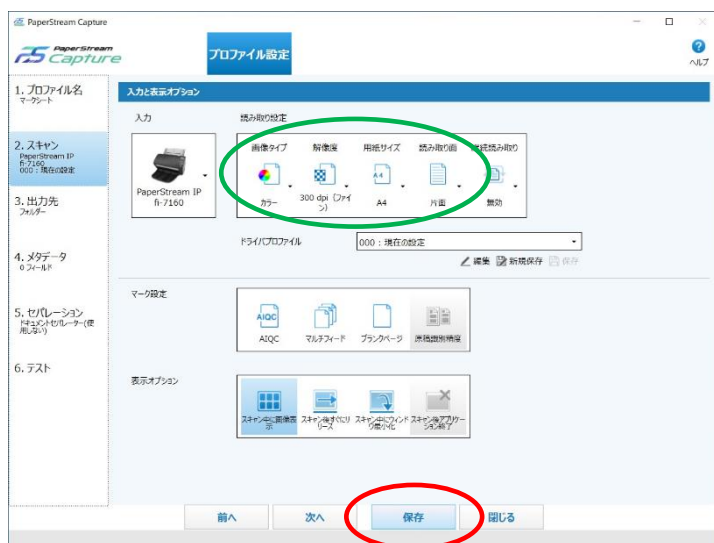 PaperStream Capture
PaperStream
Capture
プロファイル設定
ヘルプ
1. プロファイル名
マークシート
2. スキャン
PaperStream IP
fi-7160
000 : 現在の設定
3. 出力先
フォルダー
4. メタデータ
0 フィールド
5. セパレーション
ドキュメントセパレーター(使
用しない)
6. テスト
入力と表示オプション
入力
読み取り設定
PaperStream IP
fi-7160
画像タイプ
解像度
用紙サイズ
読み取り面
継続読み取り
カラー
300 dpi (ファイ
ン)
A4
A4
片面
無効
ドライバプロファイル
000 : 現在の設定
編集
新規保存
保存
マーク設定
AIQC
AIQC
マルチフィード
ブランクページ
原稿識別精度
表示オプション
スキャン中に画像表
示
スキャン後すぐにリ
リース
スキャン中にウィンド
ウ最小化
スキャン後アプリケー
ション終了
前へ
次へ
保存
閉じる